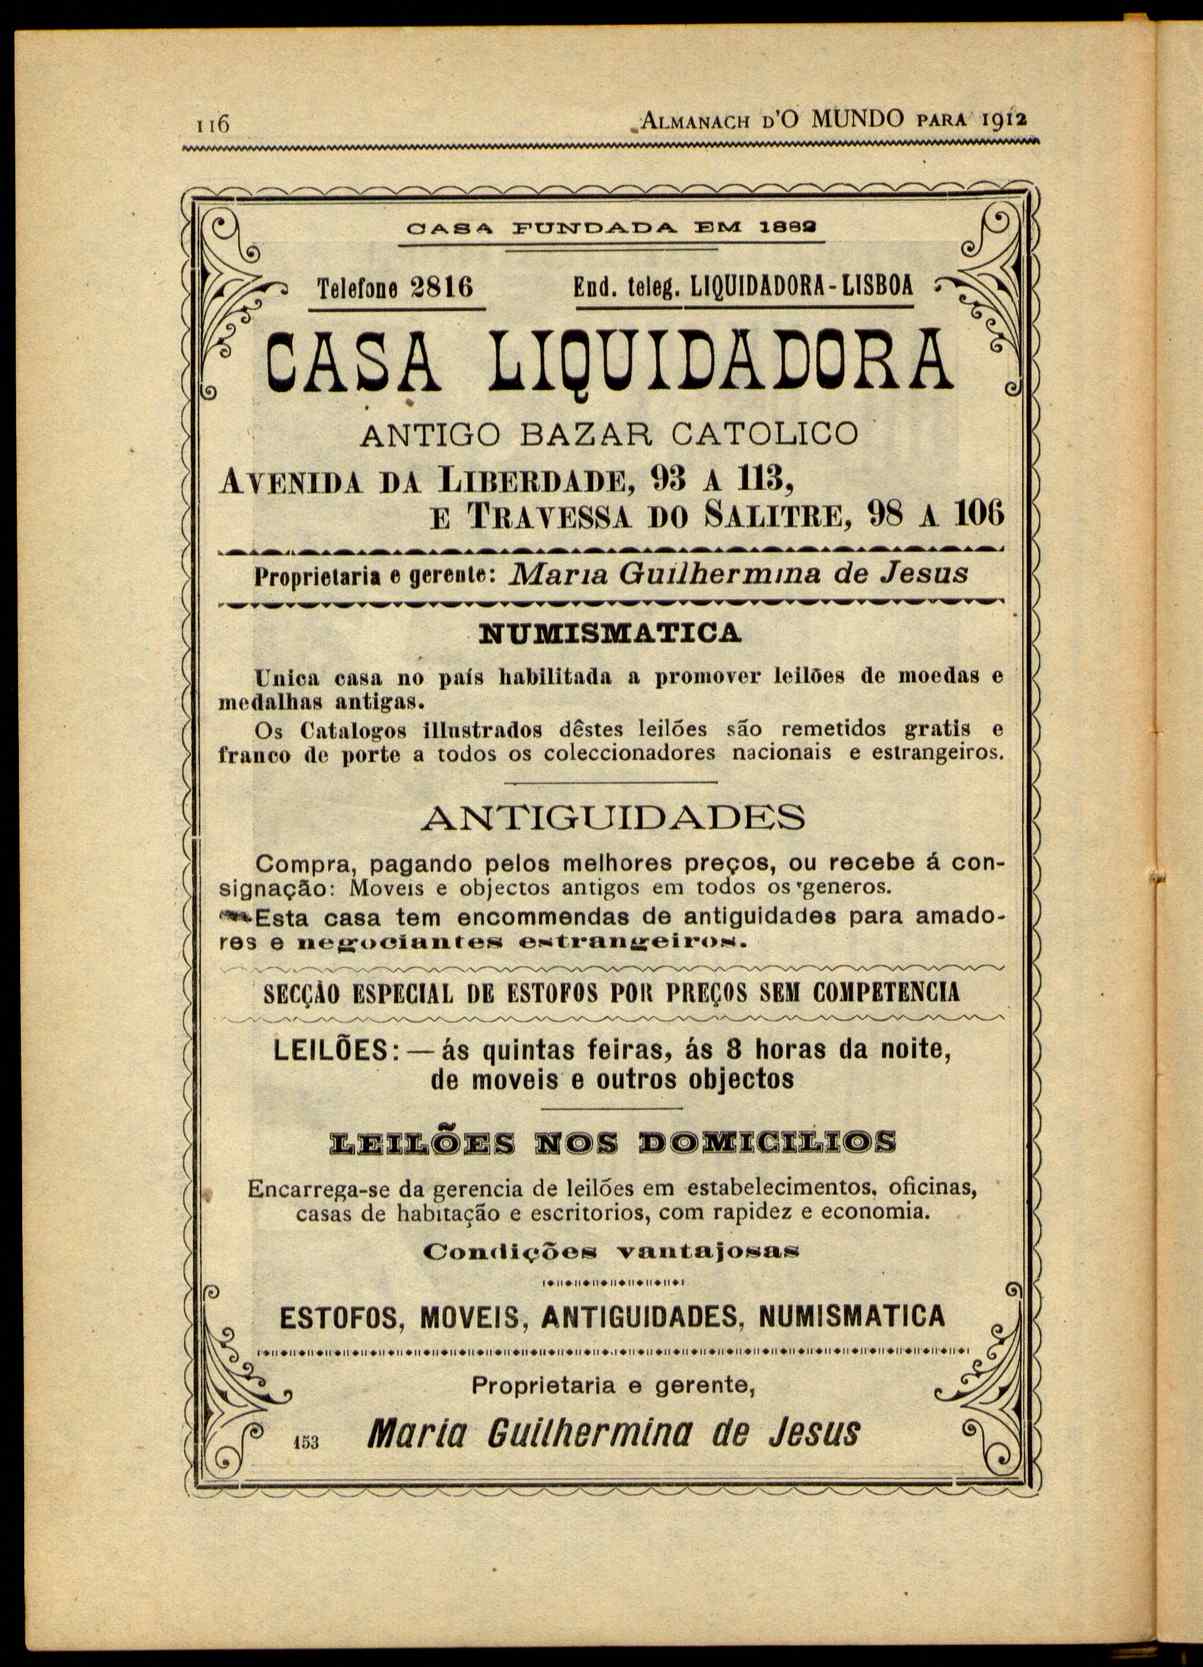 116
ALMANACH D'O MUNDO PARA 1912
CASA FUNDADA EM 1882
Telefone 2816
End. teleg. LIQUIDADORA-LISBOA
CASA LIQUIDADORA
ANTIGO BAZAR CATOLICO
AVENIDA DA LIBERDADE, 93 A 113,
E TRAVESSA DO SALITRE, 98 A 106
Proprietaria e gerente: Maria Guilhermina de Jesus
NUMISMATICA
Unica casa no país habilitada a promover leilões de moedas e
medalhas antigas.
Os Catalogos illustrados dêstes leilões são remetidos gratis e
franco de porte a todos os coleccionadores nacionais e estrangeiros.
ANTIGUIDADES
Compra, pagando pelos melhores preços, ou recebe á con-
signação: Moveis e objectos antigos em todos os generos.
Esta casa tem encommendas de antiguidades para amado-
res e negociantes estrangeiros.
SECÇÃO ESPECIAL DE ESTOFOS POR PREÇOS SEM COMPETENCIA
LEILÕES: — ás quintas feiras, ás 8 horas da noite,
de moveis e outros objectos
LEILÕES NOS DOMICILIOS
Encarrega-se da gerencia de leilões em estabelecimentos, oficinas,
casas de habitação e escritorios, com rapidez e economia.
Condições vantajosas
ESTOFOS, MOVEIS, ANTIGUIDADES, NUMISMATICA
Proprietaria e gerente,
153 Maria Guilhermina de Jesus